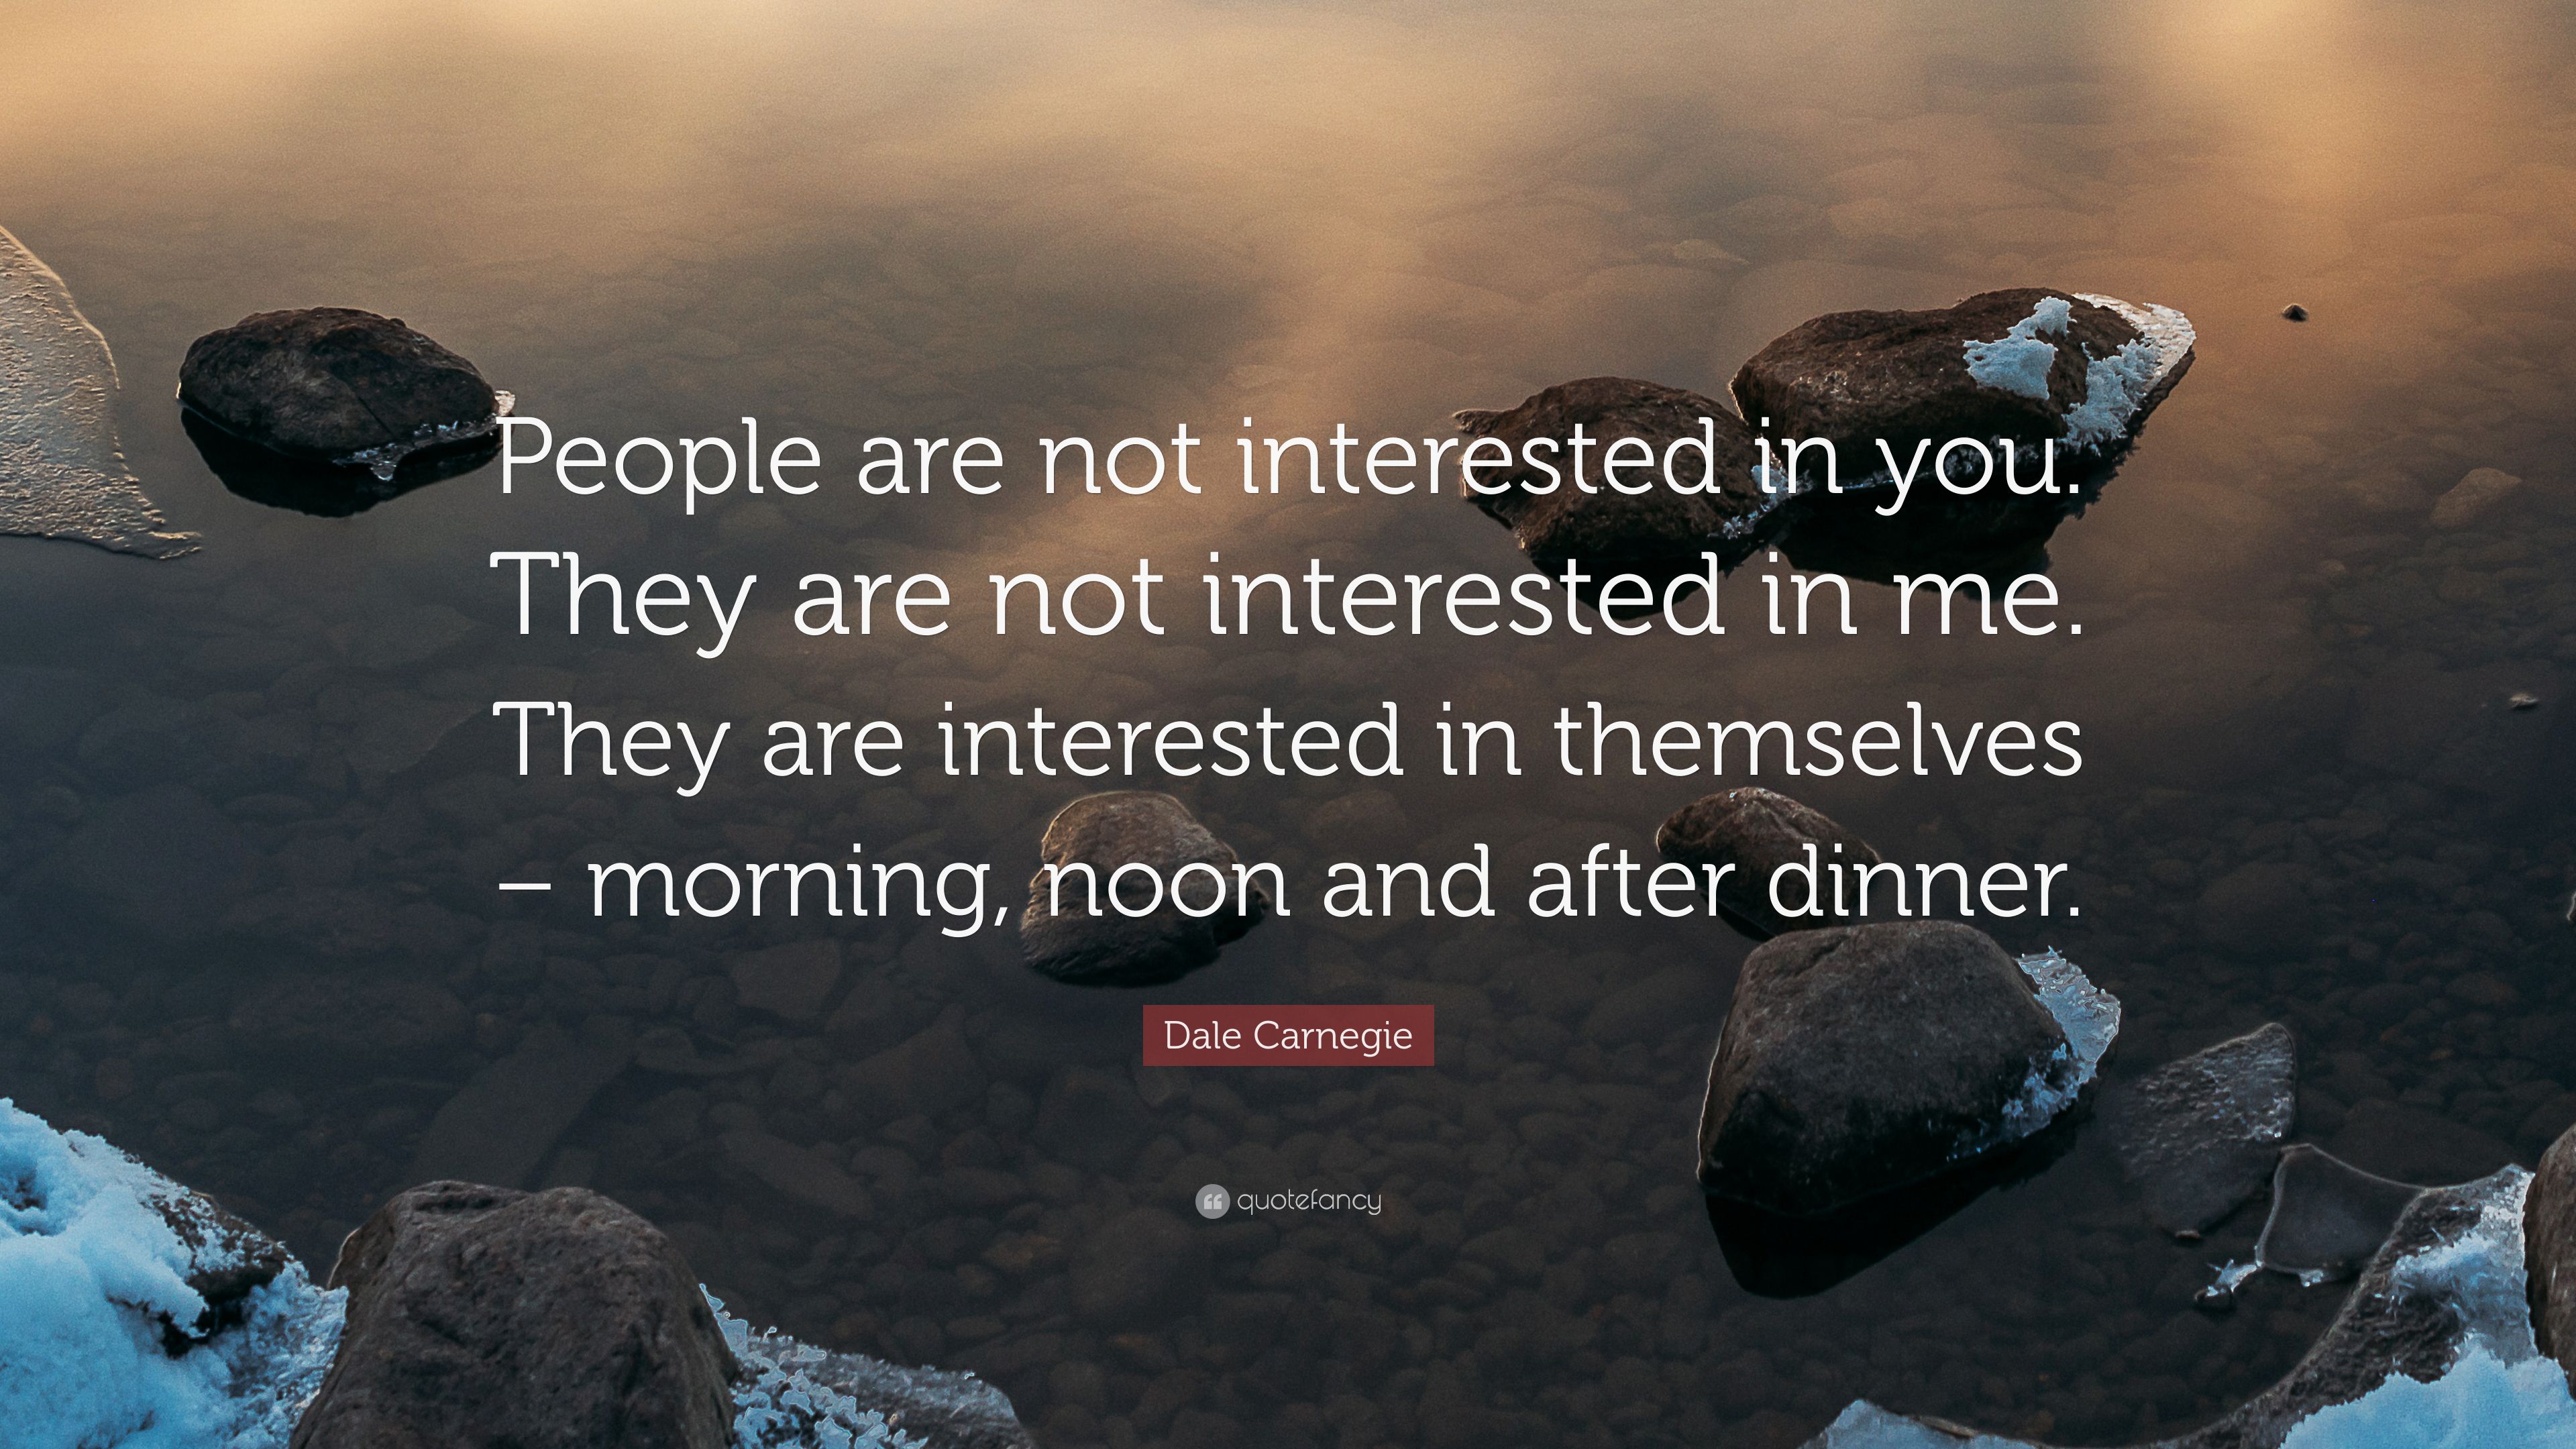 People are not interested in you.
They are not interested in me.
They are interested in themselves
– morning, noon and after dinner.
Dale Carnegie
quotefancy